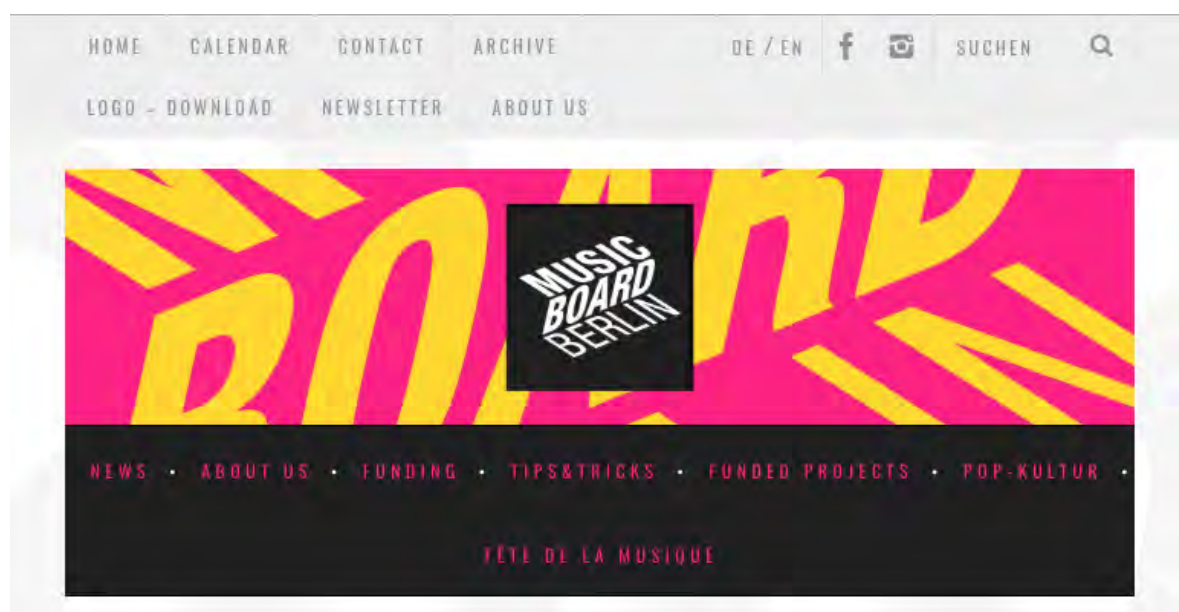 HOME CALENDAR CONTACT ARCHIVE DE / EN f SUCHEN
LOGO – DOWNLOAD NEWSLETTER ABOUT US
BOARD
MUSIC
BOARD
BERLIN
NEWS • ABOUT US • FUNDING • TIPS&TRICKS • FUNDED PROJECTS • POP-KULTUR •
FÊTE DE LA MUSIQUE